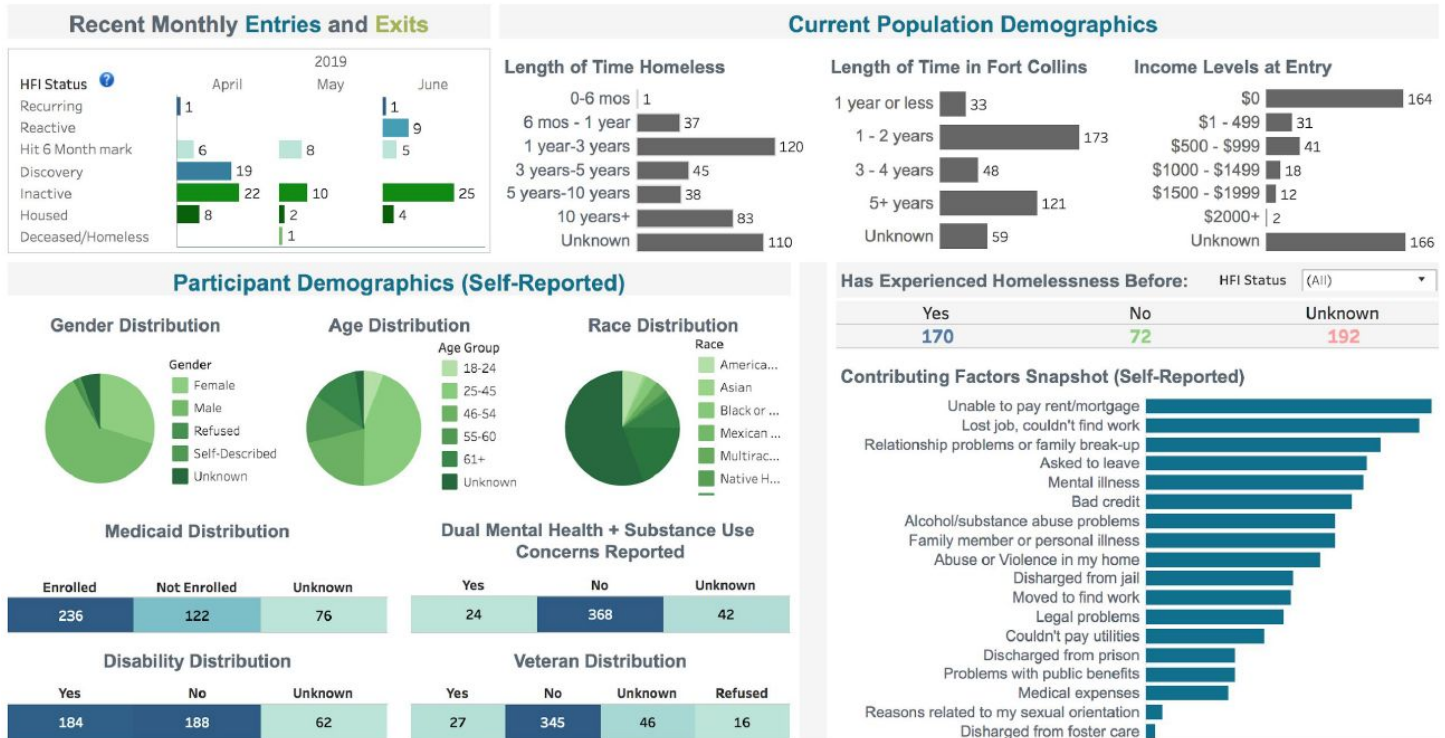 Recent Monthly Entries and Exits
2019
HFI Status ?
April May June
Recurring 1 1
Reactive 9
Hit 6 Month mark 6 8 5
Discovery 19
Inactive 22 10 25
Housed 8 2 4
Deceased/Homeless 1
Current Population Demographics
Length of Time Homeless
0-6 mos 1
6 mos - 1 year 37
1 year-3 years 120
3 years-5 years 45
5 years-10 years 38
10 years+ 83
Unknown 110
Length of Time in Fort Collins
1 year or less 33
1 - 2 years 173
3 - 4 years 48
5+ years 121
Unknown 59
Income Levels at Entry
$0 164
$1 - 499 31
$500 - $999 41
$1000 - $1499 18
$1500 - $1999 12
$2000+ 2
Unknown 166
Participant Demographics (Self-Reported)
Gender Distribution
Gender
Female
Male
Refused
Self-Described
Unknown
Age Distribution
Age Group
18-24
25-45
46-54
55-60
61+
Unknown
Race Distribution
Race
America...
Asian
Black or ...
Mexican ...
Multirac...
Native H...
Medicaid Distribution
Enrolled Not Enrolled Unknown
236 122 76
Dual Mental Health + Substance Use
Concerns Reported
Yes No Unknown
24 368 42
Disability Distribution
Yes No Unknown
184 188 62
Veteran Distribution
Yes No Unknown Refused
27 345 46 16
Has Experienced Homelessness Before: HFI Status (All)
Yes No Unknown
170 72 192
Contributing Factors Snapshot (Self-Reported)
Unable to pay rent/mortgage
Lost job, couldn't find work
Relationship problems or family break-up
Asked to leave
Mental illness
Bad credit
Alcohol/substance abuse problems
Family member or personal illness
Abuse or Violence in my home
Disharged from jail
Moved to find work
Legal problems
Couldn't pay utilities
Discharged from prison
Problems with public benefits
Medical expenses
Reasons related to my sexual orientation
Disharged from foster care